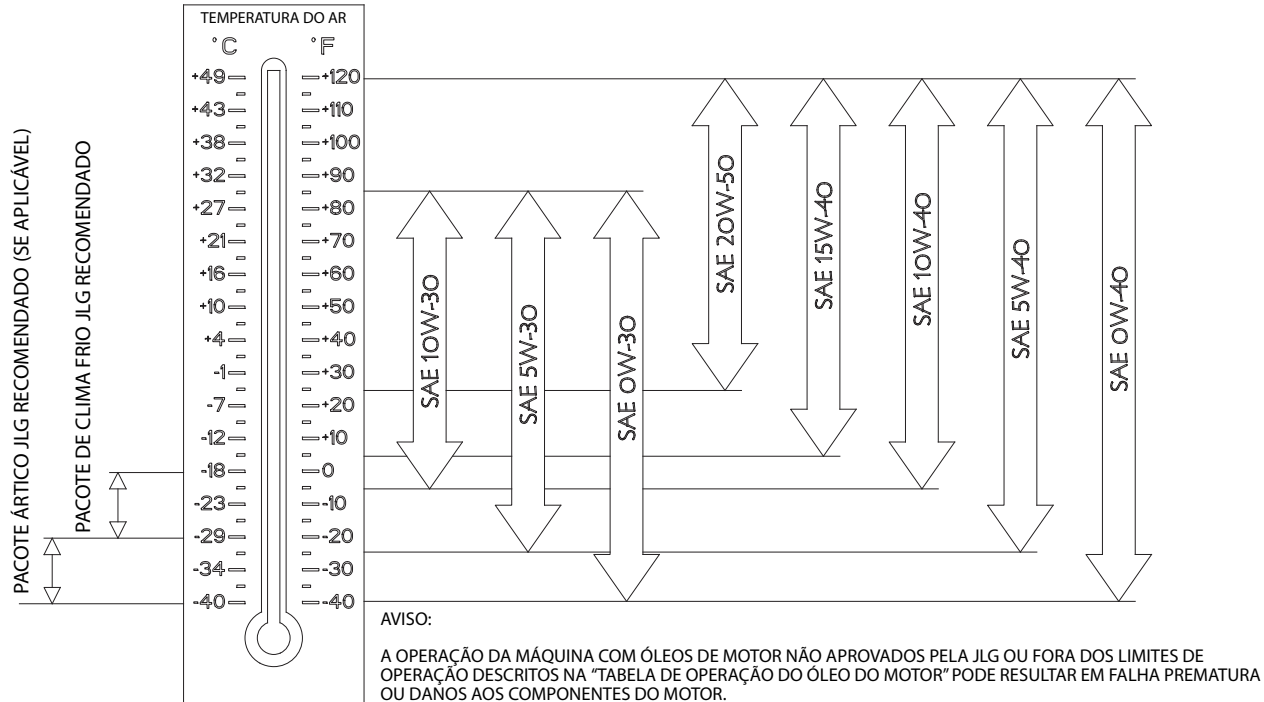 TEMPERATURA DO AR
°C °F
+49 +120
+43 +110
+38 +100
+32 +90
+27 +80
+21 +70
+16 +60
+10 +50
+4 +40
-1 +30
-7 +20
-12 +10
-18 0
-23 -10
-29 -20
-34 -30
-40 -40
PACOTE ÁRTICO JLG RECOMENDADO (SE APLICÁVEL)
PACOTE DE CLIMA FRIO JLG RECOMENDADO
SAE 10W-30
SAE 5W-30
SAE 0W-30
SAE 20W-50
SAE 15W-40
SAE 10W-40
SAE 5W-40
SAE 0W-40
AVISO:
A OPERAÇÃO DA MÁQUINA COM ÓLEOS DE MOTOR NÃO APROVADOS PELA JLG OU FORA DOS LIMITES DE
OPERAÇÃO DESCRITOS NA “TABELA DE OPERAÇÃO DO ÓLEO DO MOTOR” PODE RESULTAR EM FALHA PREMATURA
OU DANOS AOS COMPONENTES DO MOTOR.